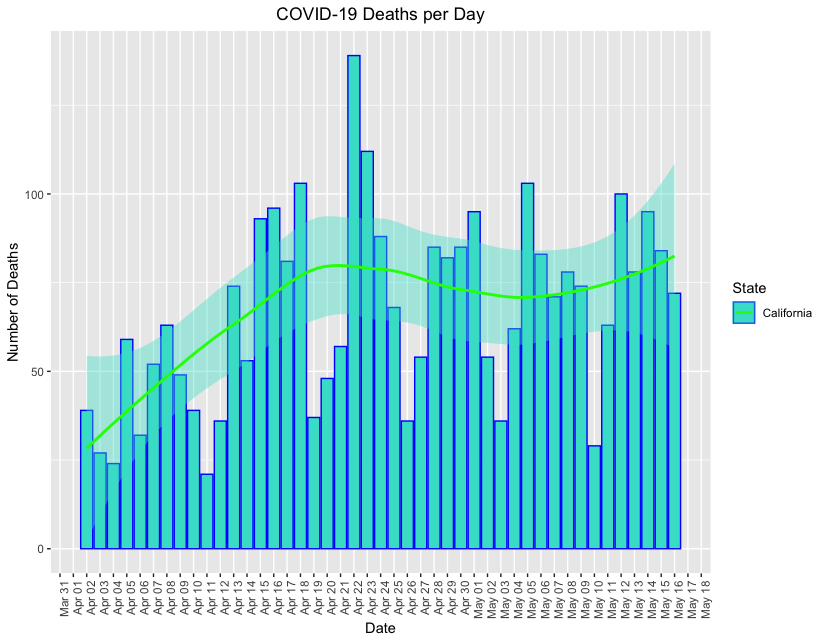 COVID-19 Deaths per Day
Number of Deaths
100
50
0
Mar 31
Apr 01
Apr 02
Apr 03
Apr 04
Apr 05
Apr 06
Apr 07
Apr 08
Apr 09
Apr 10
Apr 11
Apr 12
Apr 13
Apr 14
Apr 15
Apr 16
Apr 17
Apr 18
Apr 19
Apr 20
Apr 21
Apr 22
Apr 23
Apr 24
Apr 25
Apr 26
Apr 27
Apr 28
Apr 29
Apr 30
May 01
May 02
May 03
May 04
May 05
May 06
May 07
May 08
May 09
May 10
May 11
May 12
May 13
May 14
May 15
May 16
May 17
May 18
Date
State
California